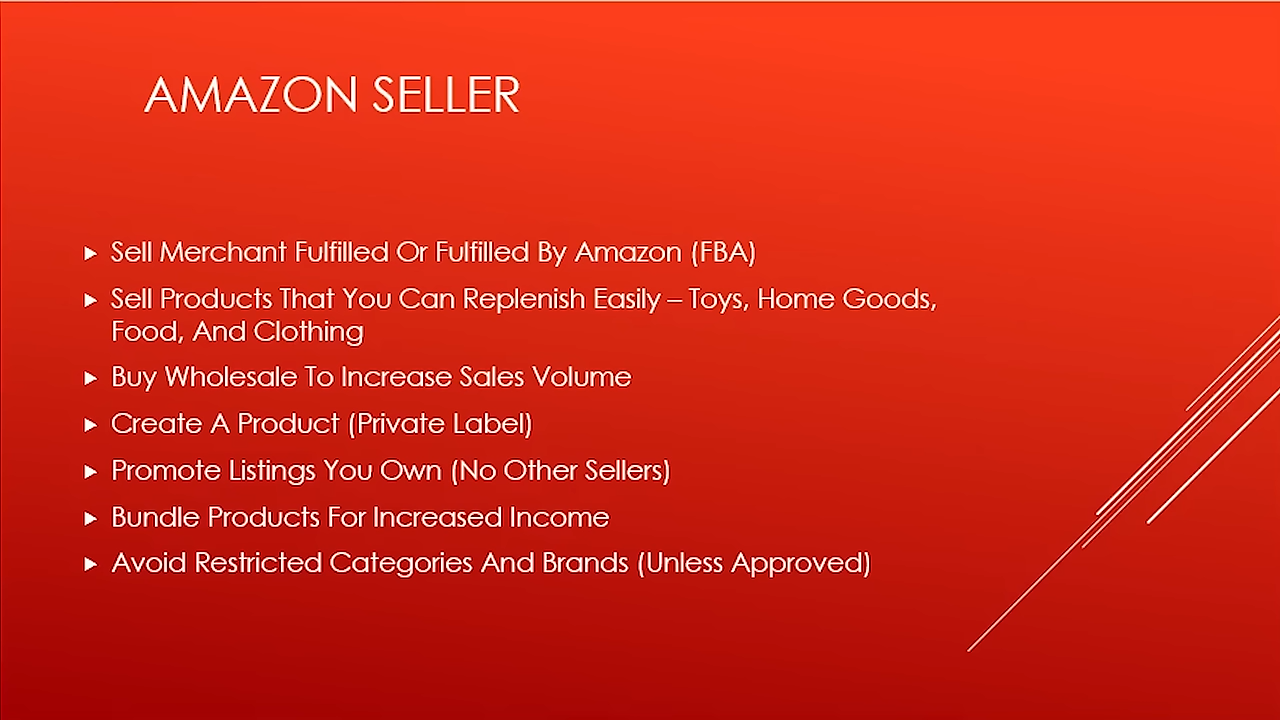 AMAZON SELLER
Sell Merchant Fulfilled Or Fulfilled By Amazon (FBA)
Sell Products That You Can Replenish Easily – Toys, Home Goods,
Food, And Clothing
Buy Wholesale To Increase Sales Volume
Create A Product (Private Label)
Promote Listings You Own (No Other Sellers)
Bundle Products For Increased Income
Avoid Restricted Categories And Brands (Unless Approved)